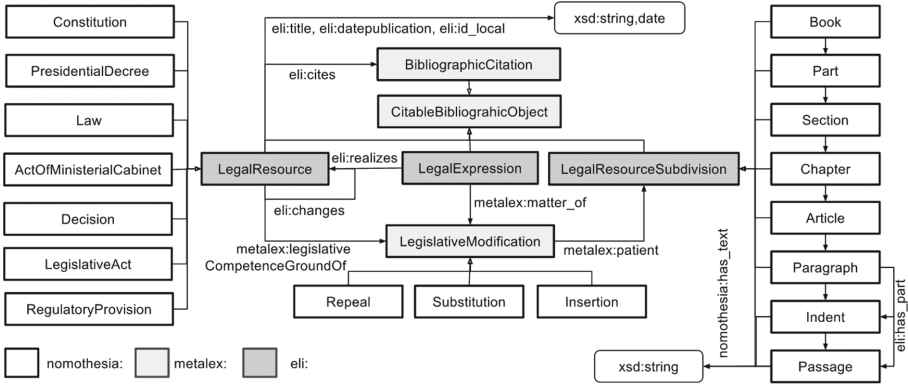 Constitution
PresidentialDecree
Law
ActOfMinisterialCabinet
Decision
LegislativeAct
RegulatoryProvision
xsd:string,date
eli:title, eli:datepublication, eli:id_local
BibliographicCitation
eli:cites
CitableBibliograhicObject
LegalResource
eli:realizes
LegalExpression
LegalResourceSubdivision
eli:changes
metalex:matter_of
metalex:legislative
CompetenceGroundOf
LegislativeModification
metalex:patient
Repeal
Substitution
Insertion
Book
Part
Section
Chapter
Article
Paragraph
Indent
Passage
nomothesia:has_text
eli:has_part
xsd:string
nomothesia:
metalex:
eli: